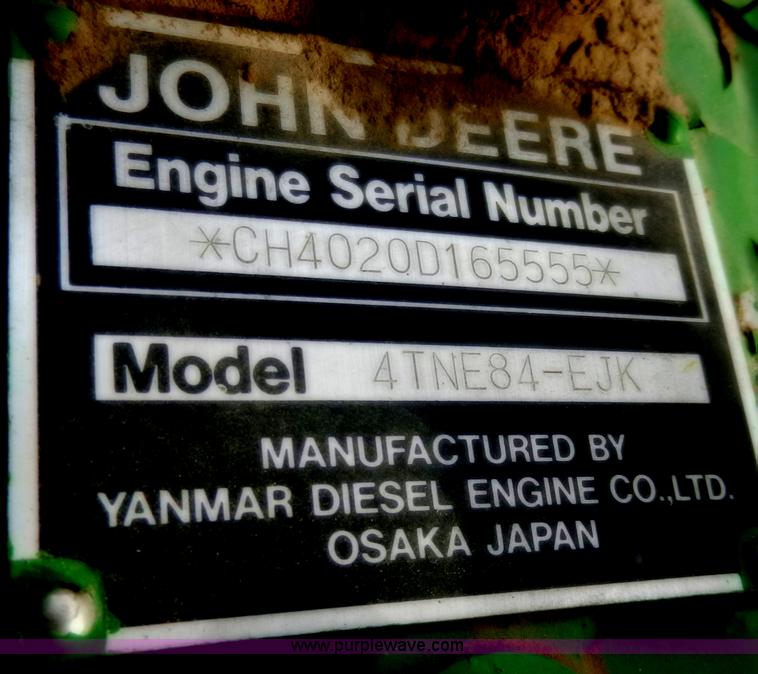 JOHN DEERE
Engine Serial Number
*CH4020D165555*
Model 4TNE84-EJK
MANUFACTURED BY
YANMAR DIESEL ENGINE CO.,LTD.
OSAKA JAPAN
www.purplewave.com